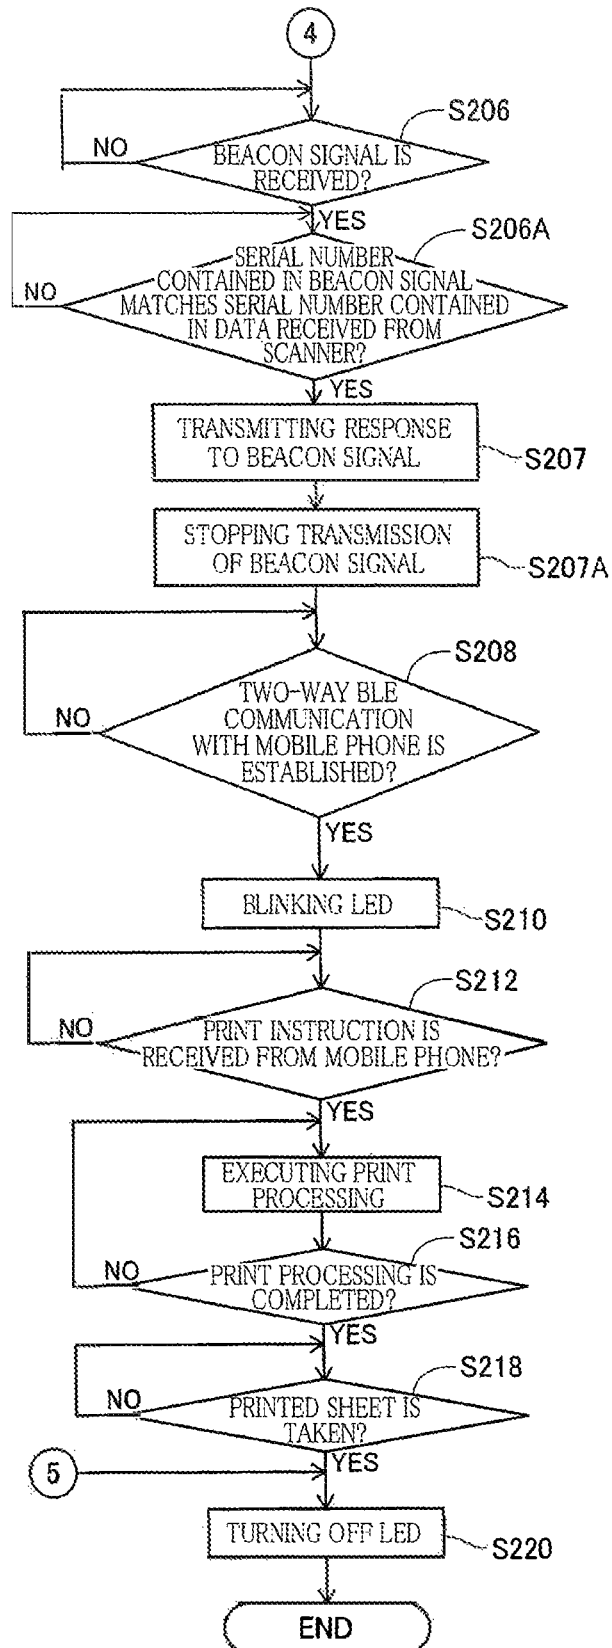 4
S206
NO
BEACON SIGNAL IS
RECEIVED?
YES
S206A
SERIAL NUMBER
CONTAINED IN BEACON SIGNAL
NO
MATCHES SERIAL NUMBER CONTAINED
IN DATA RECEIVED FROM
SCANNER?
YES
TRANSMITTING RESPONSE
TO BEACON SIGNAL
S207
STOPPING TRANSMISSION
OF BEACON SIGNAL
S207A
S208
NO
TWO-WAY BLE
COMMUNICATION
WITH MOBILE PHONE IS
ESTABLISHED?
YES
BLINKING LED
S210
S212
NO
PRINT INSTRUCTION IS
RECEIVED FROM MOBILE PHONE?
YES
EXECUTING PRINT
PROCESSING
S214
S216
NO
PRINT PROCESSING IS
COMPLETED?
YES
S218
NO
PRINTED SHEET IS
TAKEN?
YES
5
TURNING OFF LED
S220
END